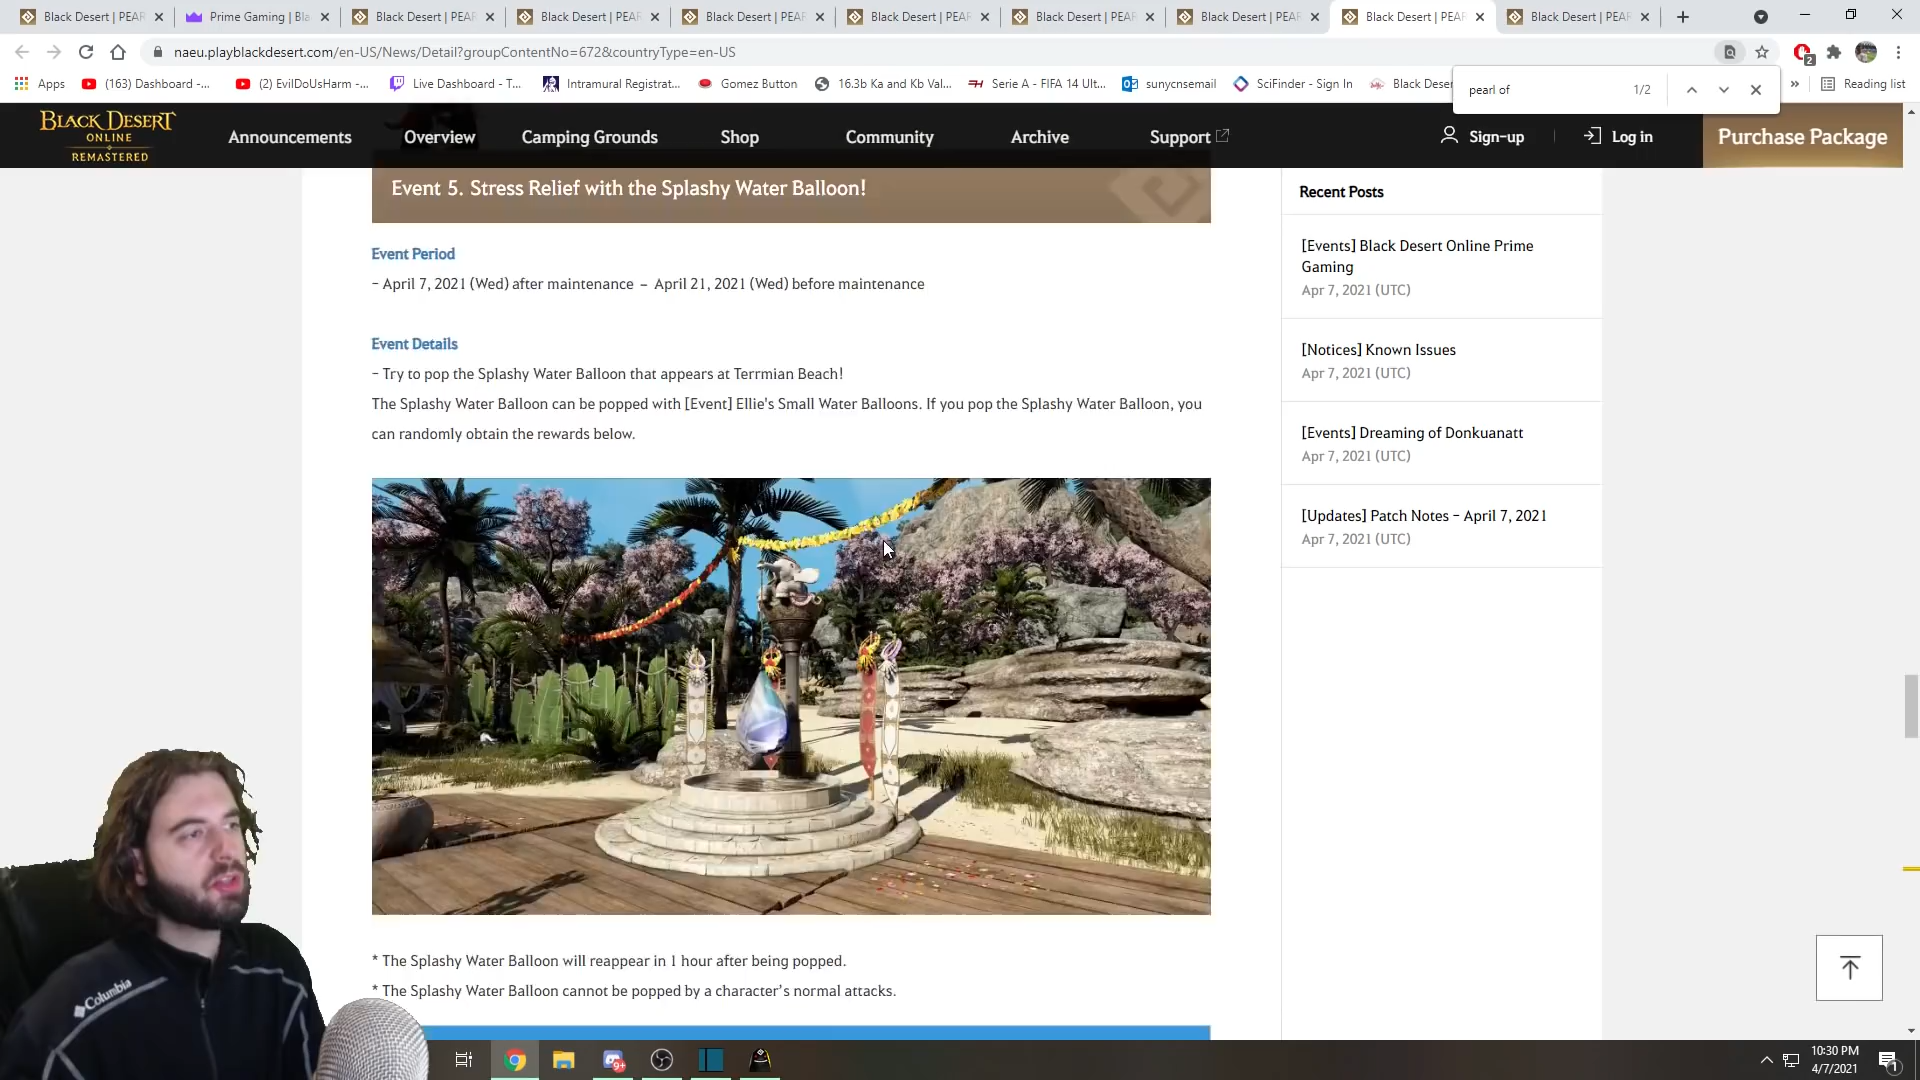 Black Desert | PEAR
Prime Gaming | Bla
Black Desert | PEAR
Black Desert | PEAR
Black Desert | PEAR
Black Desert | PEAR
Black Desert | PEAR
Black Desert | PEAR
Black Desert | PEAR
Black Desert | PEAR
naeu.playblackdesert.com/en-US/News/Detail?groupContentNo=672&countryType=en-US
2
Apps
(163) Dashboard -...
(2) EvilDoUsHarm -...
Live Dashboard - T...
Intramural Registrat...
Gomez Button
16.3b Ka and Kb Val...
Serie A - FIFA 14 Ult...
sunycnsemail
SciFinder - Sign In
Black Deser
»
Reading list
pearl of
1/2
BLACK DESERT
ONLINE
REMASTERED
Announcements
Overview
Camping Grounds
Shop
Community
Archive
Support
Sign-up
Log in
Purchase Package
Event 5. Stress Relief with the Splashy Water Balloon!
Event Period
- April 7, 2021 (Wed) after maintenance – April 21, 2021 (Wed) before maintenance
Event Details
- Try to pop the Splashy Water Balloon that appears at Terrmian Beach!
The Splashy Water Balloon can be popped with [Event] Ellie's Small Water Balloons. If you pop the Splashy Water Balloon, you
can randomly obtain the rewards below.
* The Splashy Water Balloon will reappear in 1 hour after being popped.
* The Splashy Water Balloon cannot be popped by a character's normal attacks.
Recent Posts
[Events] Black Desert Online Prime
Gaming
Apr 7, 2021 (UTC)
[Notices] Known Issues
Apr 7, 2021 (UTC)
[Events] Dreaming of Donkuanatt
Apr 7, 2021 (UTC)
[Updates] Patch Notes – April 7, 2021
Apr 7, 2021 (UTC)
Columbia
9+
10:30 PM
4/7/2021
1